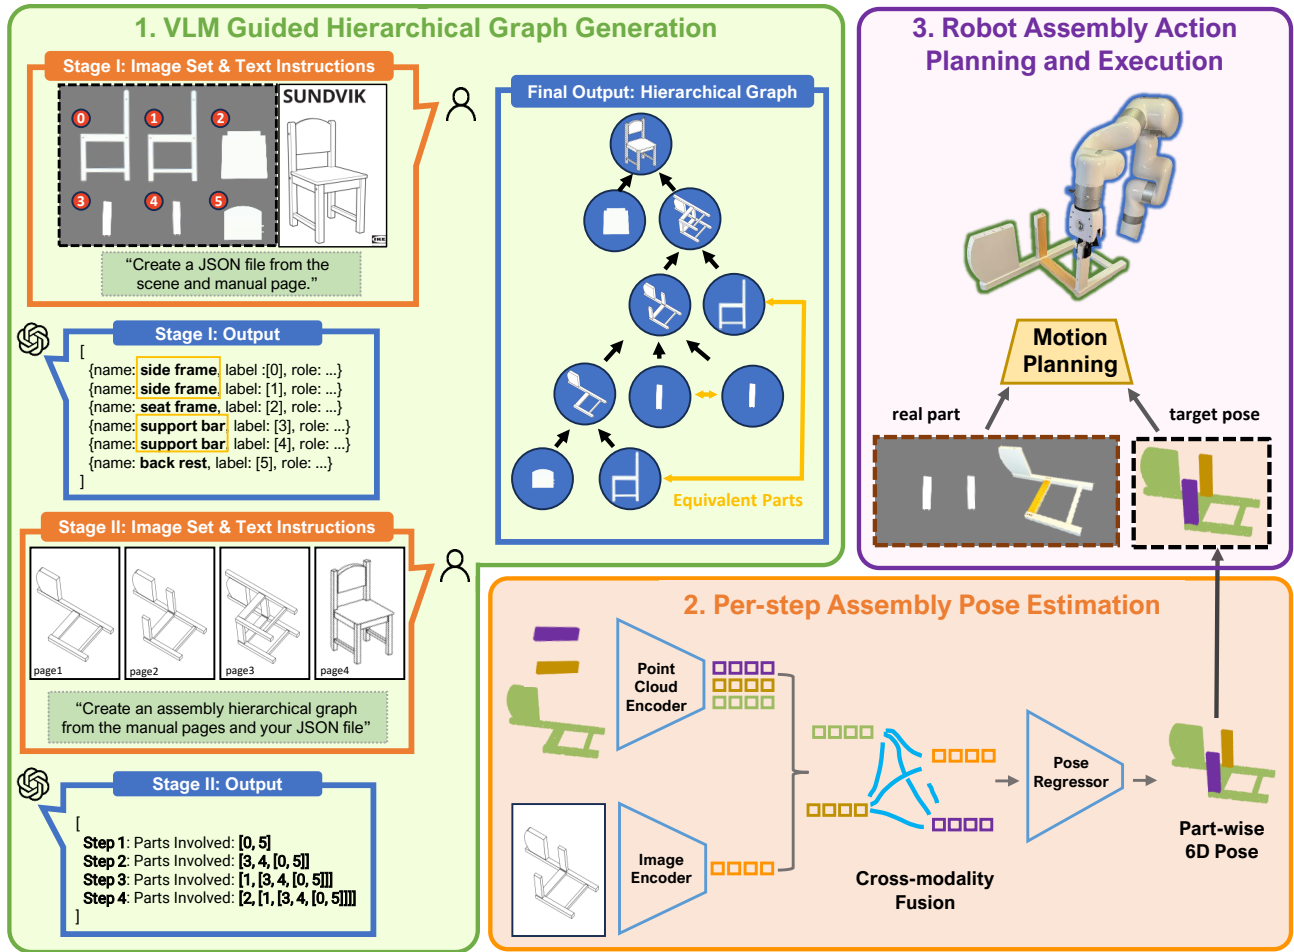 1. VLM Guided Hierarchical Graph Generation
Stage I: Image Set & Text Instructions
0
1
2
3
4
5
SUNDVIK
“Create a JSON file from the
scene and manual page.”
Stage I: Output
[
{name: side frame, label :[0], role: ...}
{name: side frame, label: [1], role: ...}
{name: seat frame, label: [2], role: ...}
{name: support bar, label: [3], role: ...}
{name: support bar, label: [4], role: ...}
{name: back rest, label: [5], role: ...}
]
Stage II: Image Set & Text Instructions
page1
page2
page3
page4
“Create an assembly hierarchical graph
from the manual pages and your JSON file”
Stage II: Output
[
Step 1: Parts Involved: [0, 5]
Step 2: Parts Involved: [3, 4, [0, 5]]
Step 3: Parts Involved: [1, [3, 4, [0, 5]]]
Step 4: Parts Involved: [2, [1, [3, 4, [0, 5]]]]
]
Final Output: Hierarchical Graph
Equivalent Parts
2. Per-step Assembly Pose Estimation
Point
Cloud
Encoder
Image
Encoder
Cross-modality
Fusion
Pose
Regressor
Part-wise
6D Pose
3. Robot Assembly Action
Planning and Execution
Motion
Planning
real part
target pose